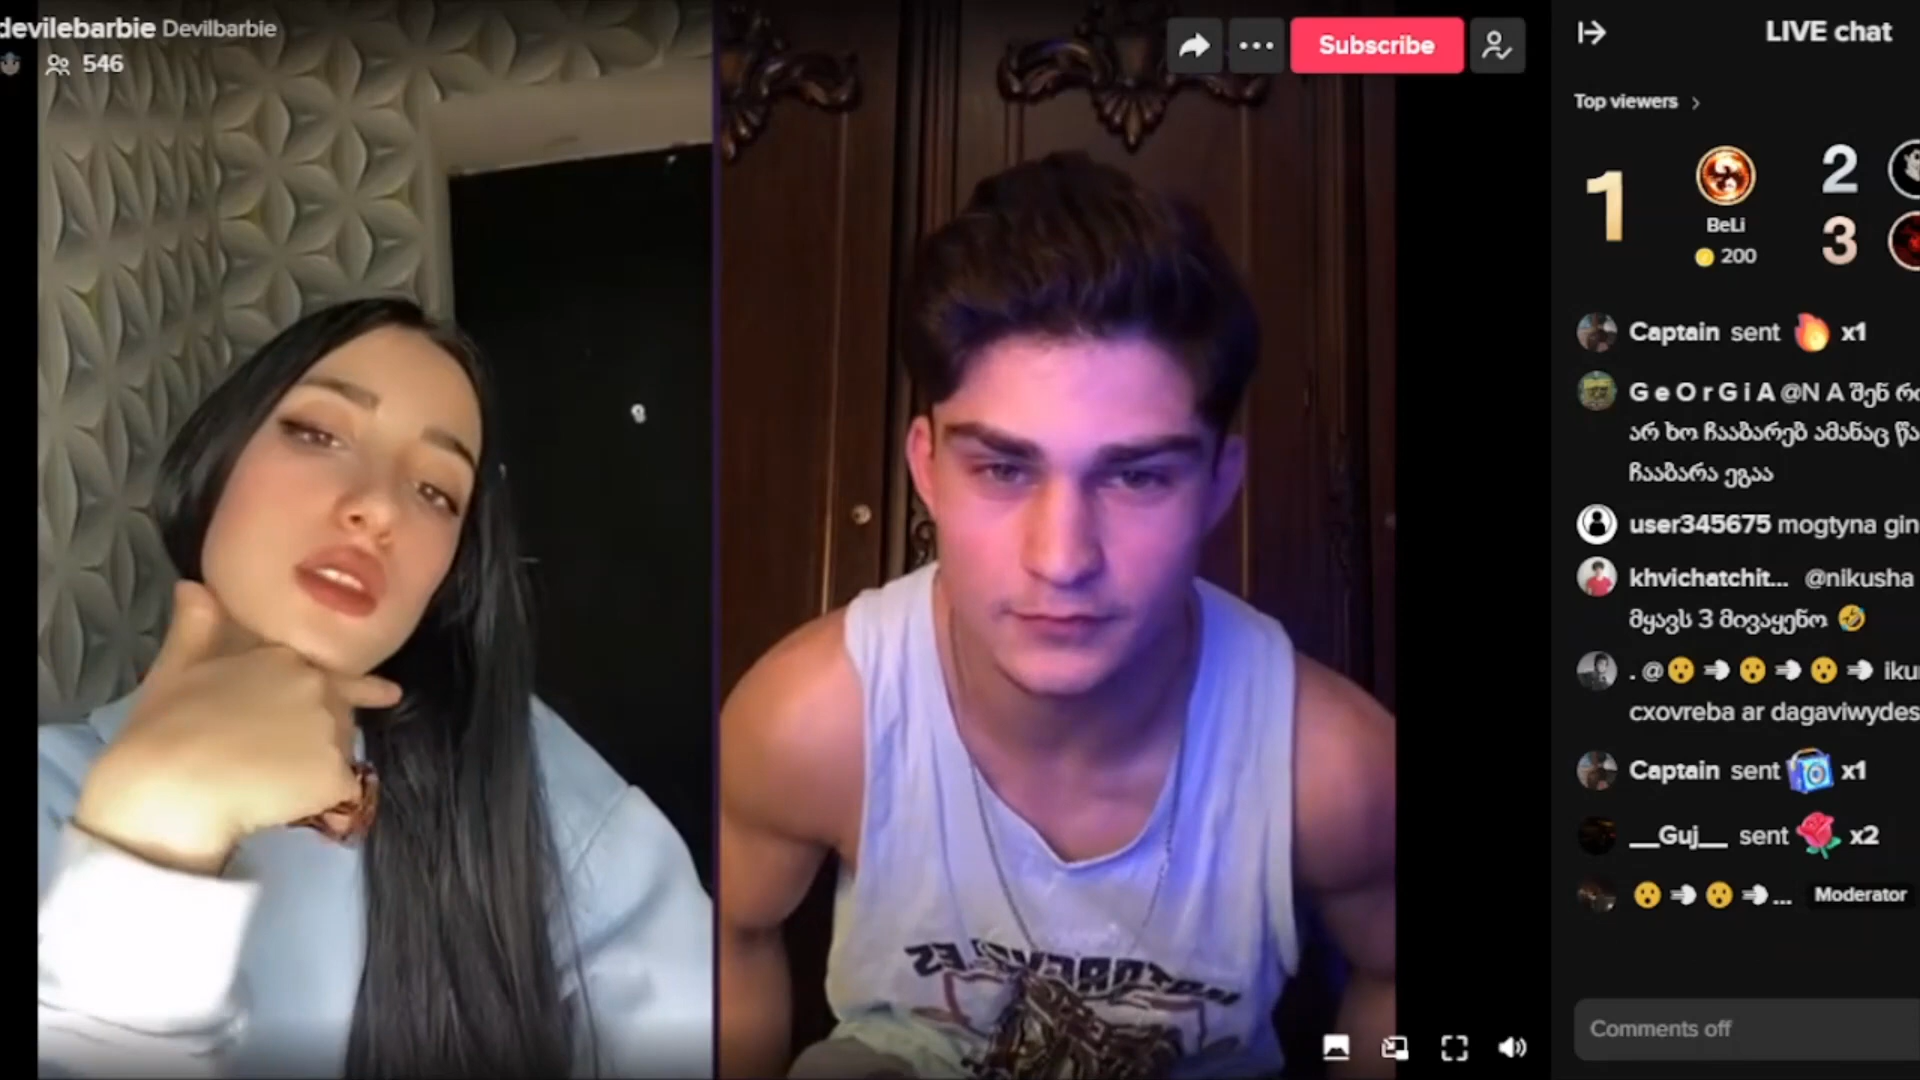 devilebarbie Devilbarbie
546
Subscribe
LIVE chat
Top viewers
1
BeLi
200
2
3
Captain sent x1
G e O r G i A @N A შენ
არ ხო ჩააბარებ ამანაც
ჩააბარა ეგაა
user345675 mogtyna
khvichatchit... @nikusha
მყავს 3 მივაყენო 🤣
. @😮💨😮💨😮💨
cxovreba ar
Captain sent x1
__Guj__ sent x2
😮💨😮💨... Moderator
Comments off